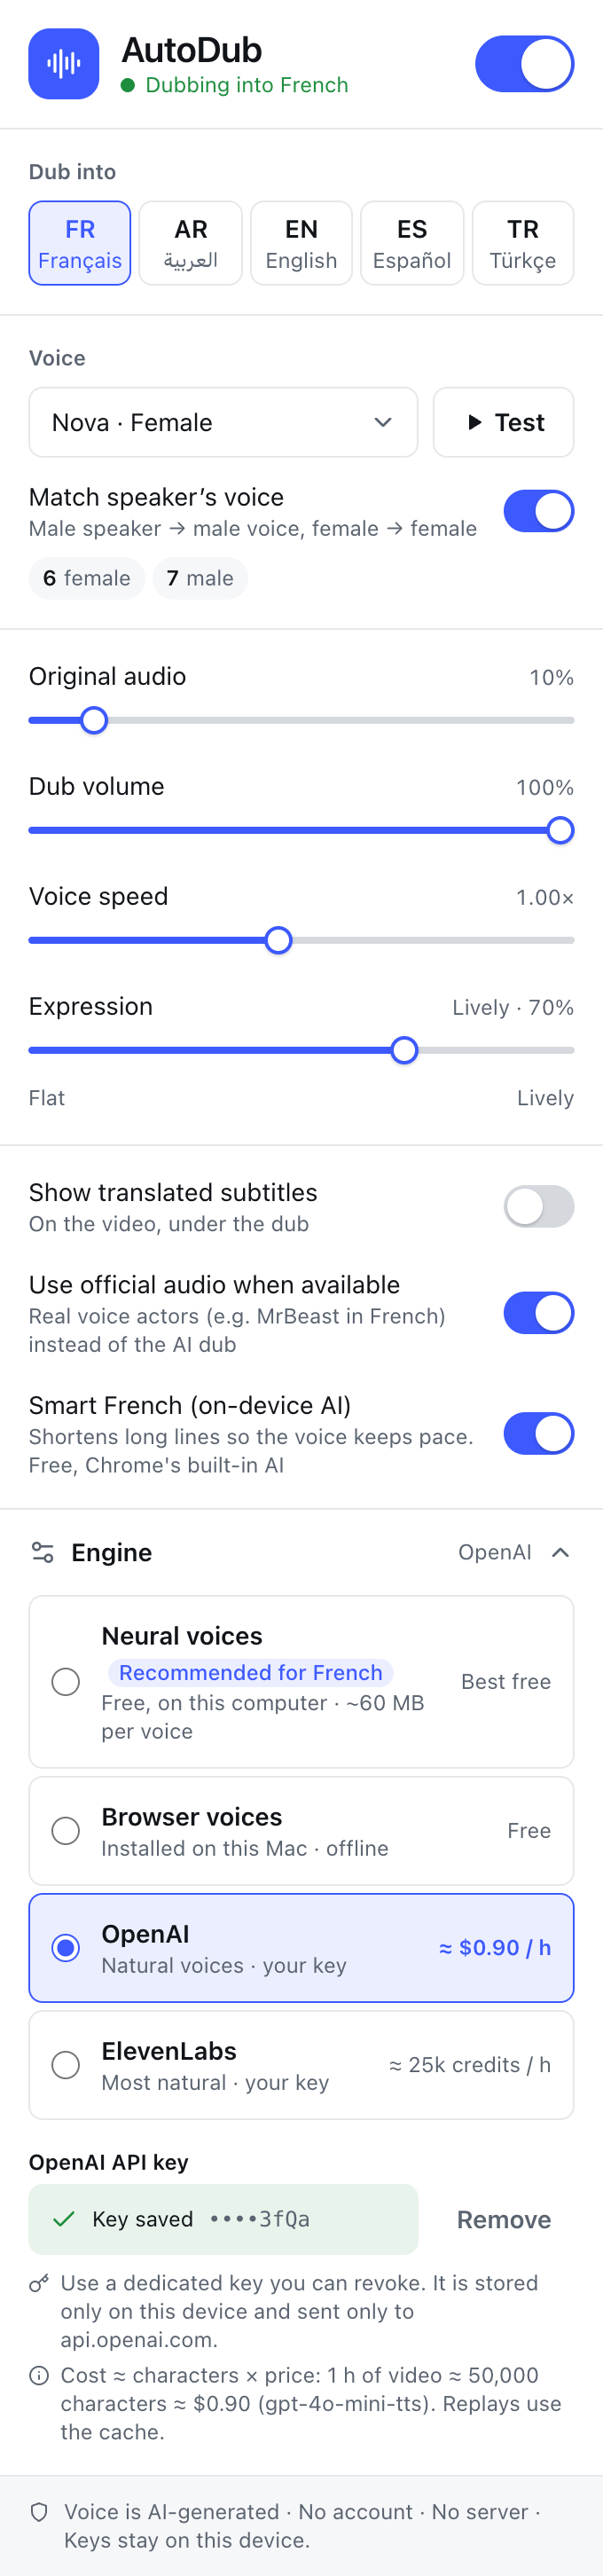 AutoDub
Dubbing into French
Dub into
FR
Français
AR
العربية
EN
English
ES
Español
TR
Türkçe
Voice
Nova · Female
Test
Match speaker’s voice
Male speaker → male voice, female → female
6 female
7 male
Original audio
10%
Dub volume
100%
Voice speed
1.00×
Expression
Lively · 70%
Flat
Lively
Show translated subtitles
On the video, under the dub
Use official audio when available
Real voice actors (e.g. MrBeast in French)
instead of the AI dub
Smart French (on-device AI)
Shortens long lines so the voice keeps pace.
Free, Chrome's built-in AI
Engine
OpenAI
Neural voices
Recommended for French
Free, on this computer · ~60 MB
per voice
Best free
Browser voices
Installed on this Mac · offline
Free
OpenAI
Natural voices · your key
≈ $0.90 / h
ElevenLabs
Most natural · your key
≈ 25k credits / h
OpenAI API key
Key saved ••••3fQa
Remove
Use a dedicated key you can revoke. It is stored
only on this device and sent only to
api.openai.com.
Cost ≈ characters × price: 1 h of video ≈ 50,000
characters ≈ $0.90 (gpt-4o-mini-tts). Replays use
the cache.
Voice is AI-generated · No account · No server ·
Keys stay on this device.